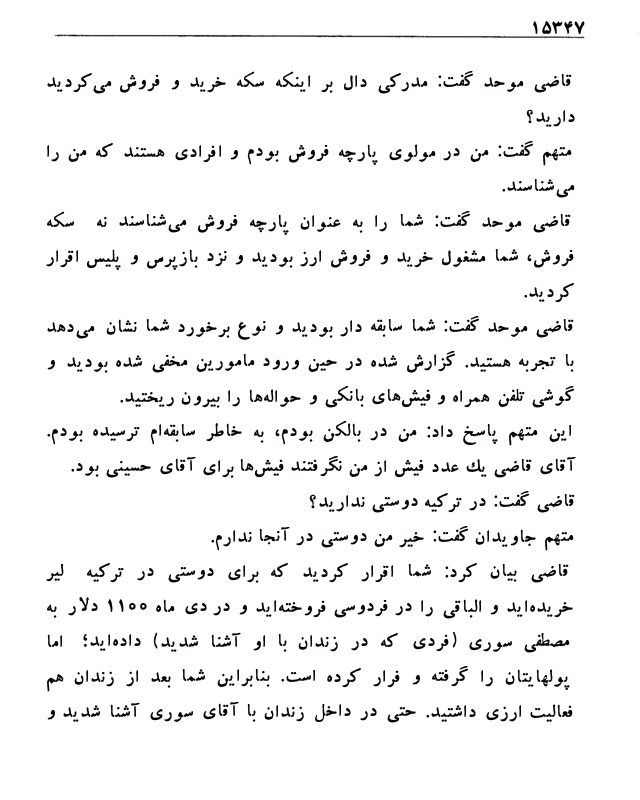 ۱۵۳۴۷
قاضی موحد گفت: مدرکی دال بر اینکه سکه خرید و فروش می‌کردید
دارید؟
متهم گفت: من در مولوی پارچه فروش بودم و افرادی هستند که من را
می‌شناسند.
قاضی موحد گفت: شما را به عنوان پارچه فروش می‌شناسند نه سکه
فروش، شما مشغول خرید و فروش ارز بودید و نزد بازپرس و پلیس اقرار
کردید.
قاضی موحد گفت: شما سابقه دار بودید و نوع برخورد شما نشان می‌دهد
با تجربه هستید. گزارش شده در حین ورود مامورین مخفی شده بودید و
گوشی تلفن همراه و فیش‌های بانکی و حواله‌ها را بیرون ریختید.
این متهم پاسخ داد: من در بالکن بودم، به خاطر سابقه‌ام ترسیده بودم.
آقای قاضی یك عدد فیش از من نگرفتند فیش‌ها برای آقای حسینی بود.
قاضی گفت: در ترکیه دوستی ندارید؟
متهم جاویدان گفت: خیر من دوستی در آنجا ندارم.
قاضی بیان کرد: شما اقرار کردید که برای دوستی در ترکیه لیر
خریده‌اید و الباقی را در فردوسی فروخته‌اید و در دی ماه ۱۱۰۰ دلار به
مصطفی سوری (فردی که در زندان با او آشنا شدید) داده‌اید؛ اما
پولهایتان را گرفته و فرار کرده است. بنابراین شما بعد از زندان هم
فعالیت ارزی داشتید. حتی در داخل زندان با آقای سوری آشنا شدید و